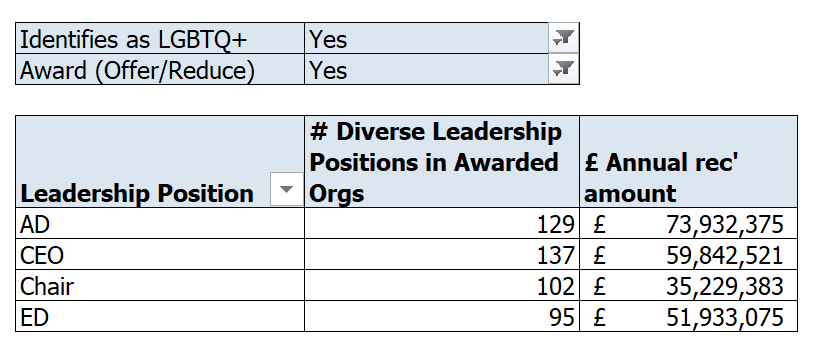 Identifies as LGBTQ+ Yes
Award (Offer/Reduce) Yes
# Diverse Leadership
Positions in Awarded £ Annual rec'
Leadership Position Orgs amount
AD 129 £ 73,932,375
CEO 137 £ 59,842,521
Chair 102 £ 35,229,383
ED 95 £ 51,933,075